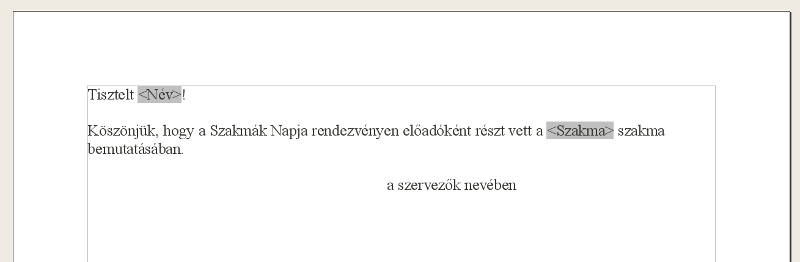 Tisztelt <Név>!
Köszönjük, hogy a Szakmák Napja rendezvényen előadóként részt vett a <Szakma> szakma
bemutatásában.
a szervezők nevében